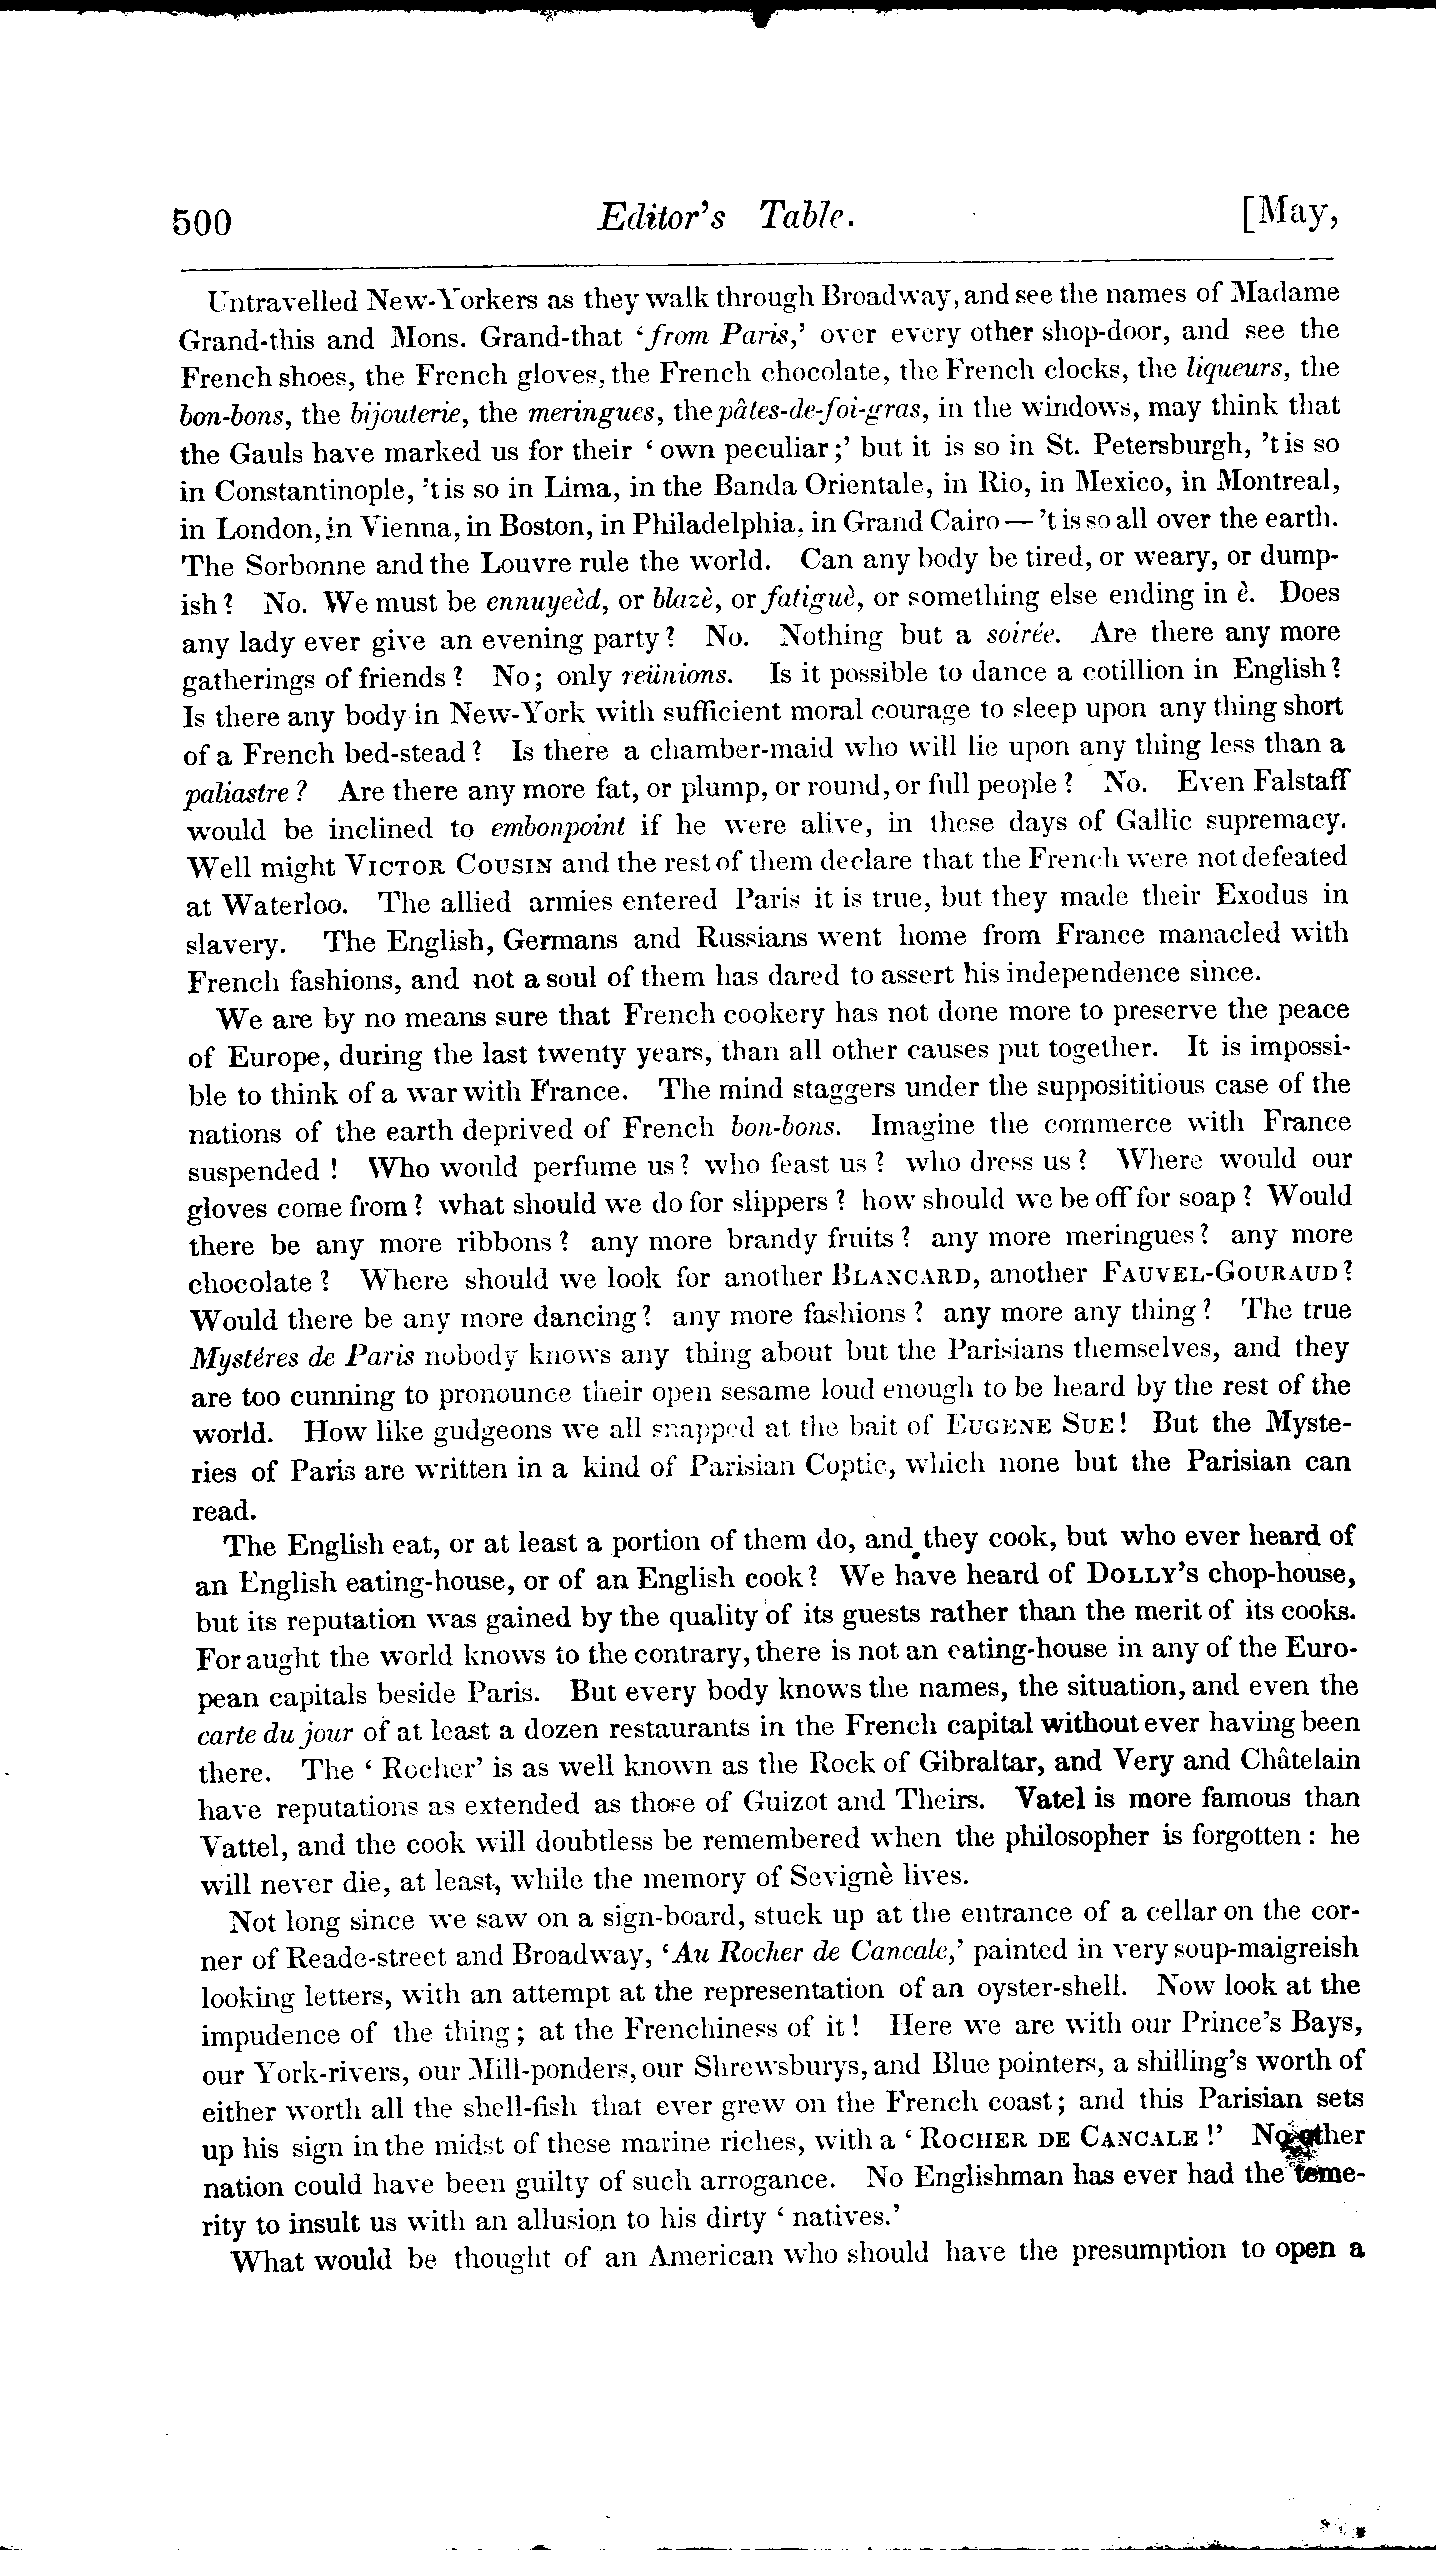 500 Editor's Table. [May,
Untravelled New-Yorkers as they walk through Broadway, and see the names of Madame
Grand-this and Mons. Grand-that ‘from Paris,’ over every other shop-door, and see the
French shoes, the French gloves, the French chocolate, the French clocks, the liqueurs, the
bon-bons, the bijouterie, the meringues, the pâtes-de-foi-gras, in the windows, may think that
the Gauls have marked us for their ‘own peculiar;’ but it is so in St. Petersburgh, ’t is so
in Constantinople, ’t is so in Lima, in the Banda Orientale, in Rio, in Mexico, in Montreal,
in London, in Vienna, in Boston, in Philadelphia, in Grand Cairo — ’t is so all over the earth.
The Sorbonne and the Louvre rule the world. Can any body be tired, or weary, or dump-
ish? No. We must be ennuyeèd, or blazè, or fatiguè, or something else ending in è. Does
any lady ever give an evening party? No. Nothing but a soirée. Are there any more
gatherings of friends? No; only reünions. Is it possible to dance a cotillion in English?
Is there any body in New-York with sufficient moral courage to sleep upon any thing short
of a French bed-stead? Is there a chamber-maid who will lie upon any thing less than a
paliastre? Are there any more fat, or plump, or round, or full people? No. Even Falstaff
would be inclined to embonpoint if he were alive, in these days of Gallic supremacy.
Well might VICTOR COUSIN and the rest of them declare that the French were not defeated
at Waterloo. The allied armies entered Paris it is true, but they made their Exodus in
slavery. The English, Germans and Russians went home from France manacled with
French fashions, and not a soul of them has dared to assert his independence since.
We are by no means sure that French cookery has not done more to preserve the peace
of Europe, during the last twenty years, than all other causes put together. It is impossi-
ble to think of a war with France. The mind staggers under the supposititious case of the
nations of the earth deprived of French bon-bons. Imagine the commerce with France
suspended! Who would perfume us? who feast us? who dress us? Where would our
gloves come from? what should we do for slippers? how should we be off for soap? Would
there be any more ribbons? any more brandy fruits? any more meringues? any more
chocolate? Where should we look for another BLANCARD, another FAUVEL-GOURAUD?
Would there be any more dancing? any more fashions? any more any thing? The true
Mystéres de Paris nobody knows any thing about but the Parisians themselves, and they
are too cunning to pronounce their open sesame loud enough to be heard by the rest of the
world. How like gudgeons we all snapped at the bait of EUGENE SUE! But the Myste-
ries of Paris are written in a kind of Parisian Coptic, which none but the Parisian can
read.
The English eat, or at least a portion of them do, and they cook, but who ever heard of
an English eating-house, or of an English cook? We have heard of DOLLY'S chop-house,
but its reputation was gained by the quality of its guests rather than the merit of its cooks.
For aught the world knows to the contrary, there is not an eating-house in any of the Euro-
pean capitals beside Paris. But every body knows the names, the situation, and even the
carte du jour of at least a dozen restaurants in the French capital without ever having been
there. The ‘Rocher’ is as well known as the Rock of Gibraltar, and Very and Châtelain
have reputations as extended as those of Guizot and Theirs. Vatel is more famous than
Vattel, and the cook will doubtless be remembered when the philosopher is forgotten: he
will never die, at least, while the memory of Sevignè lives.
Not long since we saw on a sign-board, stuck up at the entrance of a cellar on the cor-
ner of Reade-street and Broadway, ‘Au Rocher de Cancale,’ painted in very soup-maigreish
looking letters, with an attempt at the representation of an oyster-shell. Now look at the
impudence of the thing; at the Frenchiness of it! Here we are with our Prince's Bays,
our York-rivers, our Mill-ponders, our Shrewsburys, and Blue pointers, a shilling's worth of
either worth all the shell-fish that ever grew on the French coast; and this Parisian sets
up his sign in the midst of these marine riches, with a ‘ROCHER DE CANCALE!’ No other
nation could have been guilty of such arrogance. No Englishman has ever had the teme-
rity to insult us with an allusion to his dirty ‘natives.’
What would be thought of an American who should have the presumption to open a